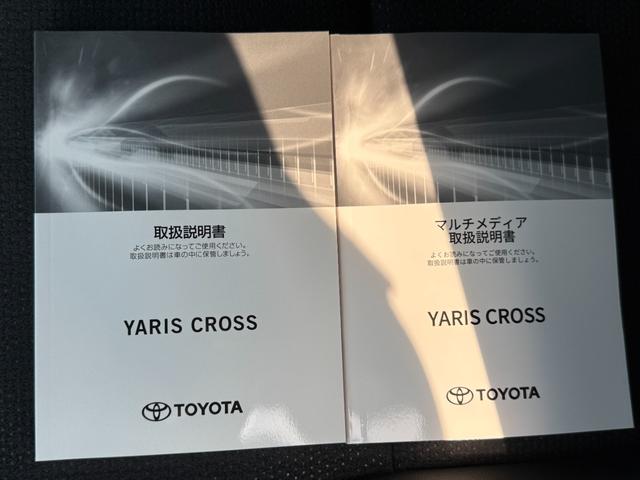 取扱説明書
よくお読みになってご使用ください。
取扱説明書は車の中に保管しましょう。
YARIS CROSS
TOYOTA
マルチメディア
取扱説明書
よくお読みになってご使用ください。
取扱説明書は車の中に保管しましょう。
YARIS CROSS
TOYOTA